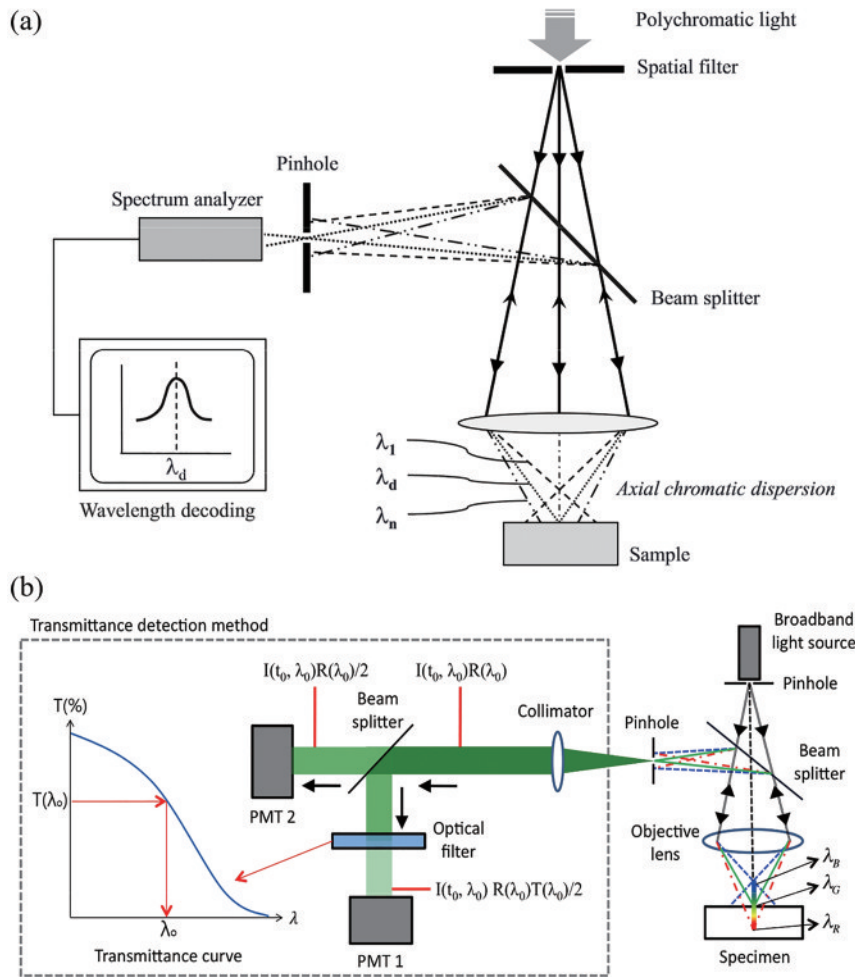 (a)
Polychromatic light
Spatial filter
Pinhole
Spectrum analyzer
Beam splitter
λ1
λd
λn
Axial chromatic dispersion
λd
Wavelength decoding
Sample
(b)
Transmittance detection method
Broadband
light source
I(t0, λ0)R(λ0)/2
I(t0, λ0)R(λ0)
Pinhole
T(%)
Beam
splitter
Collimator
Pinhole
Beam
splitter
T(λo)
PMT 2
Optical
filter
Objective
lens
λB
λG
I(t0, λ0) R(λ0)T(λ0)/2
λR
λ
λo
Transmittance curve
PMT 1
Specimen